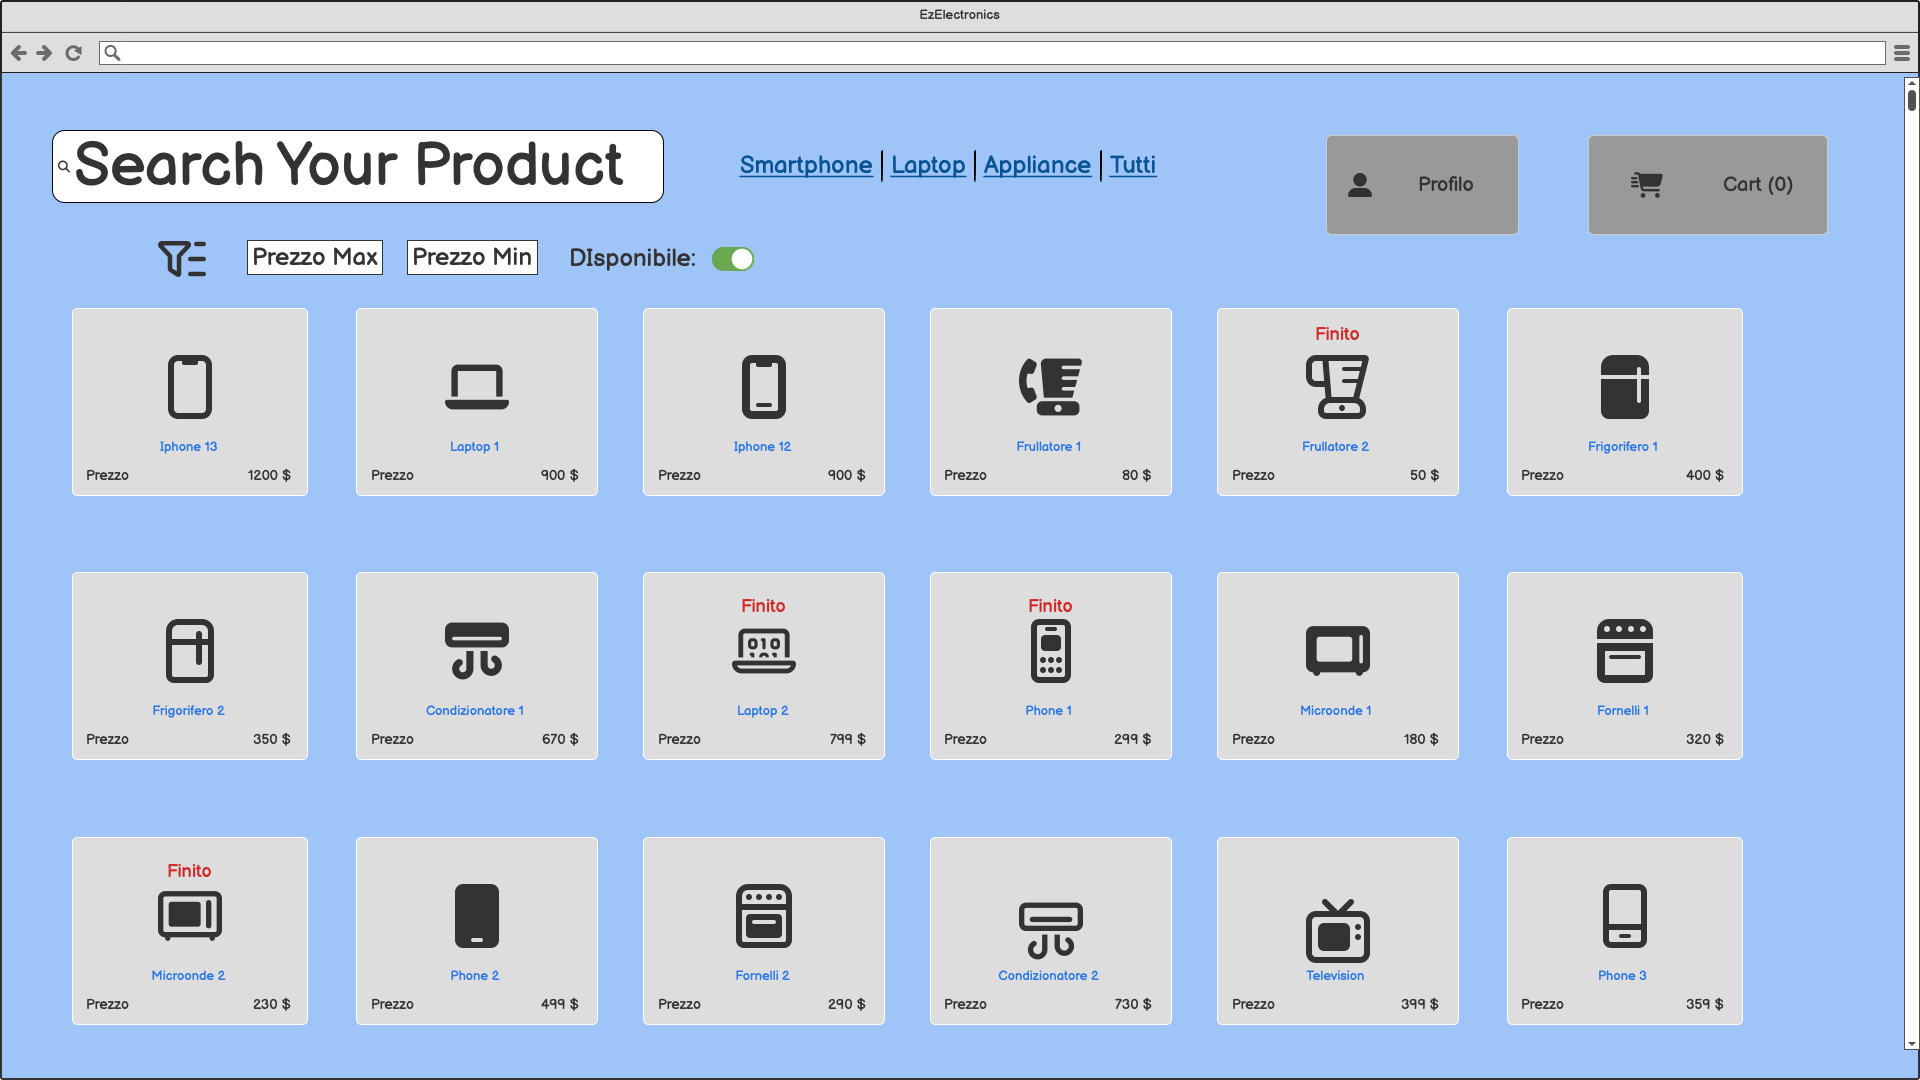 EzElectronics
Search Your Product
Smartphone Laptop Appliance Tutti
Profilo
Cart (0)
Prezzo Max
Prezzo Min
DIsponibile:
Iphone 13
Prezzo 1200 $
Laptop 1
Prezzo 900 $
Iphone 12
Prezzo 900 $
Frullatore 1
Prezzo 80 $
Finito
Frullatore 2
Prezzo 50 $
Frigorifero 1
Prezzo 400 $
Frigorifero 2
Prezzo 350 $
Condizionatore 1
Prezzo 670 $
Finito
010
101
Laptop 2
Prezzo 799 $
Finito
Phone 1
Prezzo 299 $
Microonde 1
Prezzo 180 $
Fornelli 1
Prezzo 320 $
Finito
Microonde 2
Prezzo 230 $
Phone 2
Prezzo 499 $
Fornelli 2
Prezzo 290 $
Condizionatore 2
Prezzo 730 $
Television
Prezzo 399 $
Phone 3
Prezzo 359 $